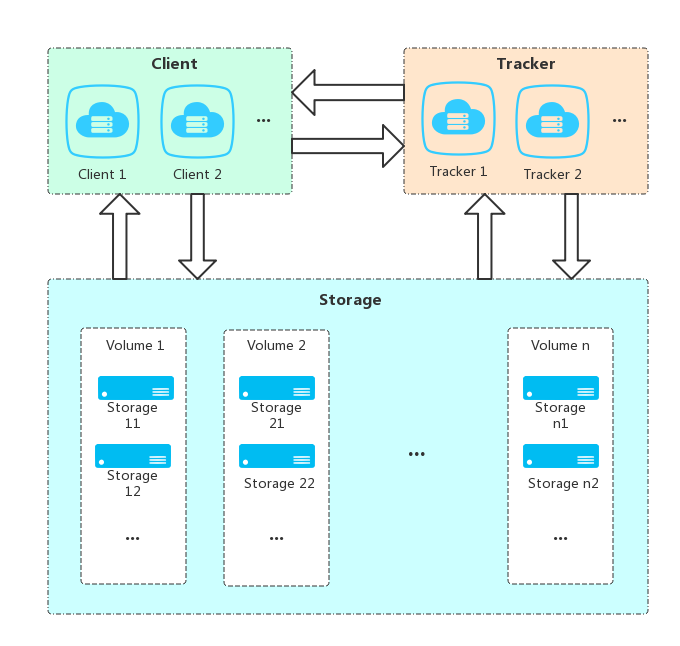 Client
Tracker
...
...
Client 1
Client 2
Tracker 1
Tracker 2
Storage
Volume 1
Volume 2
Volume n
Storage
11
Storage
21
Storage
n1
...
Storage
12
Storage 22
Storage n2
...
...
...